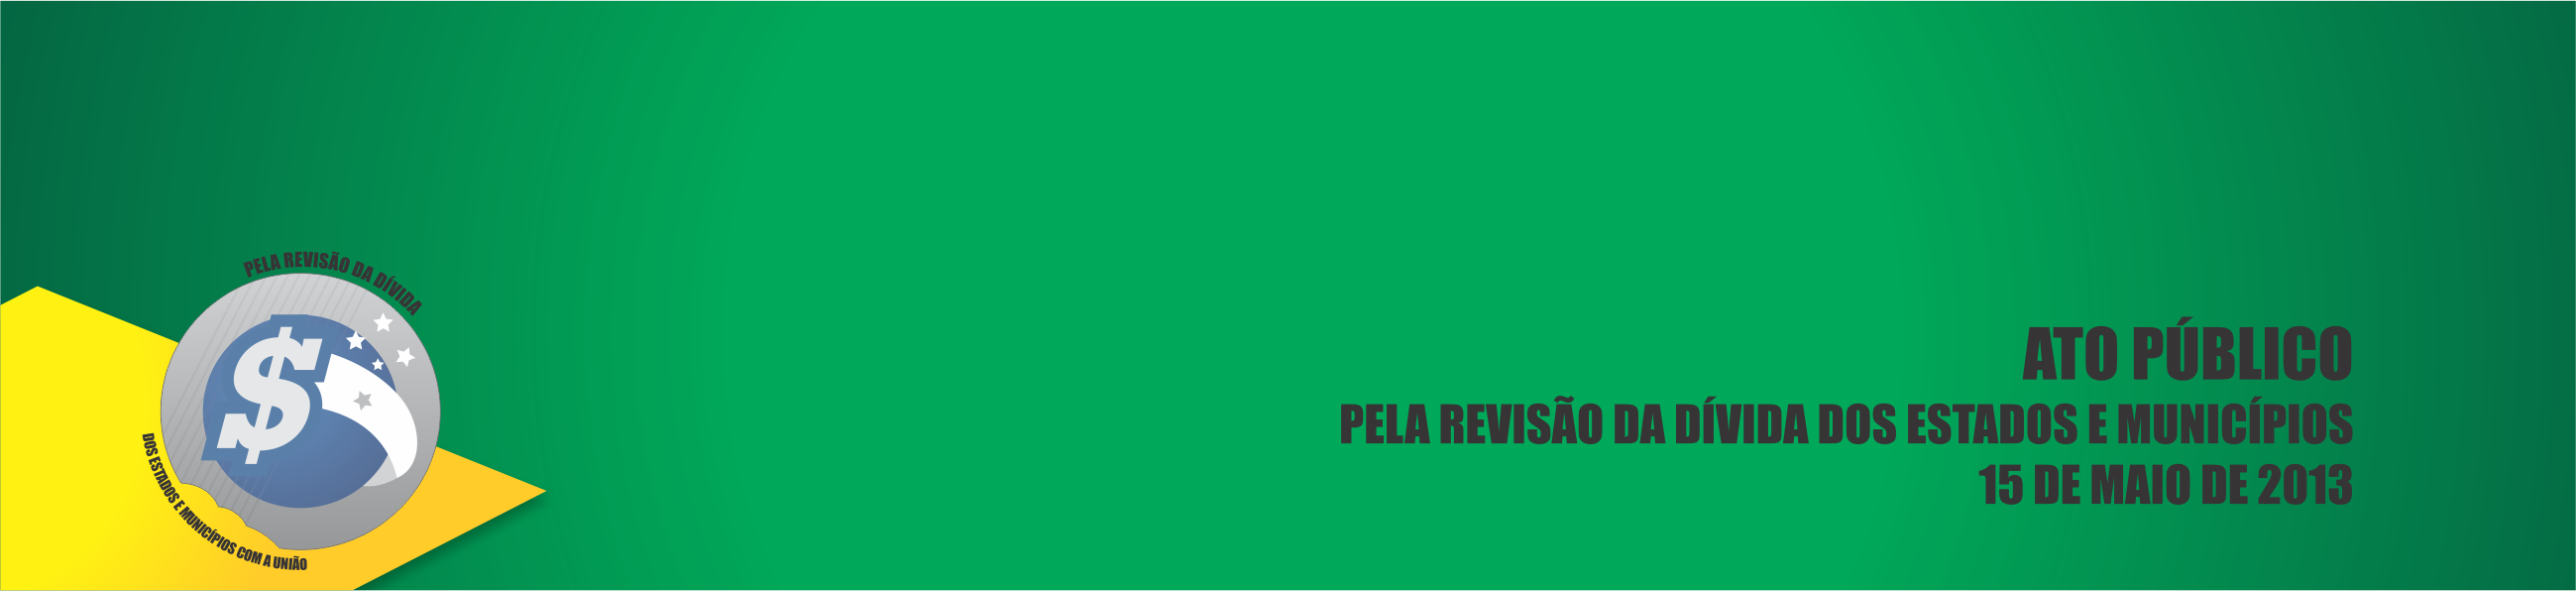 PELA REVISÃO DA DÍVIDA
$
DOS ESTADOS E MUNICÍPIOS COM A UNIÃO
ATO PÚBLICO
PELA REVISÃO DA DÍVIDA DOS ESTADOS E MUNICÍPIOS
15 DE MAIO DE 2013